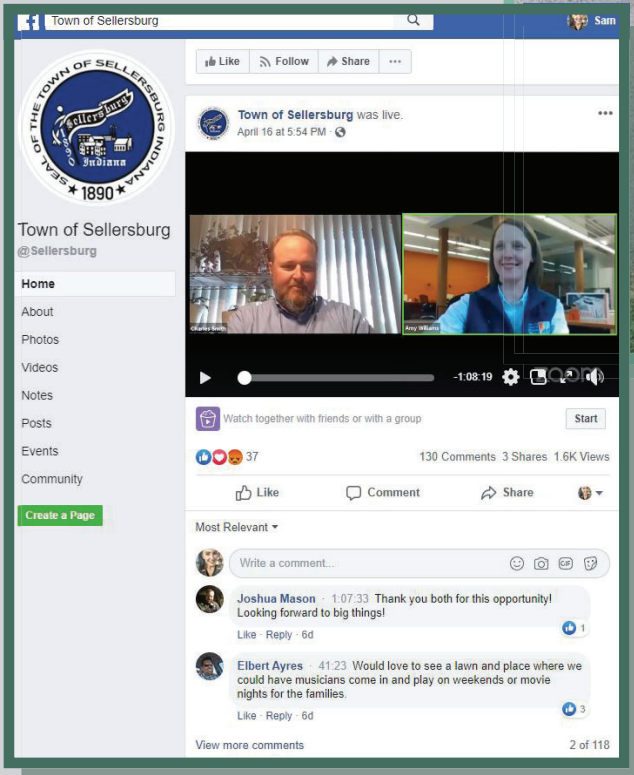 Town of Sellersburg
Sam
SEAL OF THE TOWN OF SELLERSBURG INDIANA
Sellersburg
Indiana
★ 1890 ★
Town of Sellersburg
@Sellersburg
Home
About
Photos
Videos
Notes
Posts
Events
Community
Create a Page
Like Follow Share ...
Town of Sellersburg was live.
April 16 at 5:54 PM ·
Charles Smith
Amy Williams
-1:08:19
zoom
Watch together with friends or with a group
Start
37
130 Comments 3 Shares 1.6K Views
Like Comment Share
Most Relevant
Write a comment...
GIF
Joshua Mason · 1:07:33 Thank you both for this opportunity!
Looking forward to big things!
1
Like · Reply · 6d
Elbert Ayres · 41:23 Would love to see a lawn and place where we
could have musicians come in and play on weekends or movie
nights for the families.
3
Like · Reply · 6d
View more comments
2 of 118